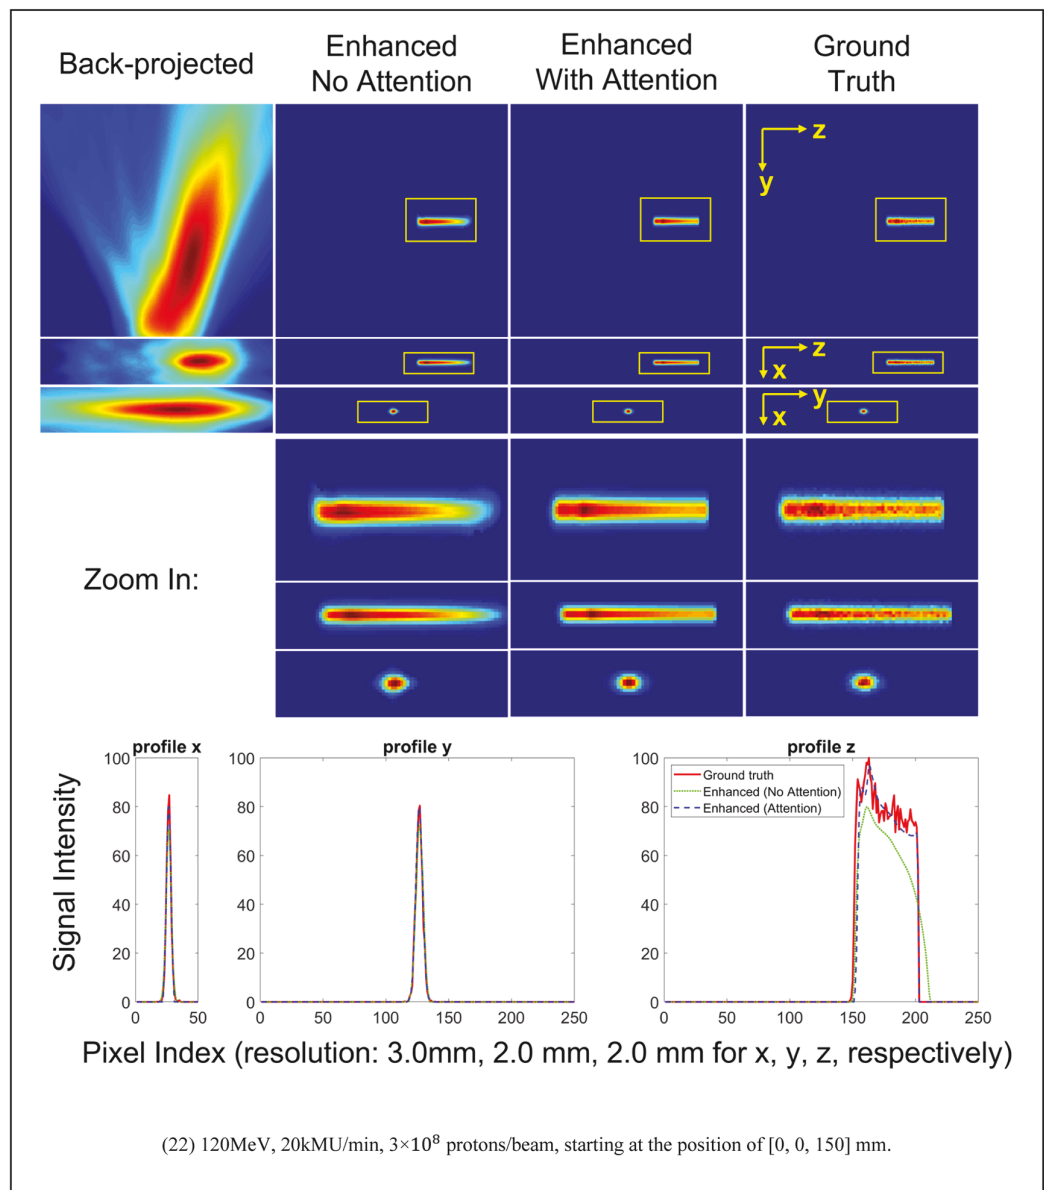 Back-projected
Enhanced
No Attention
Enhanced
With Attention
Ground
Truth
z
y
z
x
y
x
Zoom In:
profile x
profile y
profile z
Signal Intensity
100
80
60
40
20
0
0
50
100
80
60
40
20
0
0
50
100
150
200
250
100
80
60
40
20
0
0
50
100
150
200
250
Ground truth
Enhanced (No Attention)
Enhanced (Attention)
Pixel Index (resolution: 3.0mm, 2.0 mm, 2.0 mm for x, y, z, respectively)
(22) 120MeV, 20kMU/min, 3×10⁸ protons/beam, starting at the position of [0, 0, 150] mm.